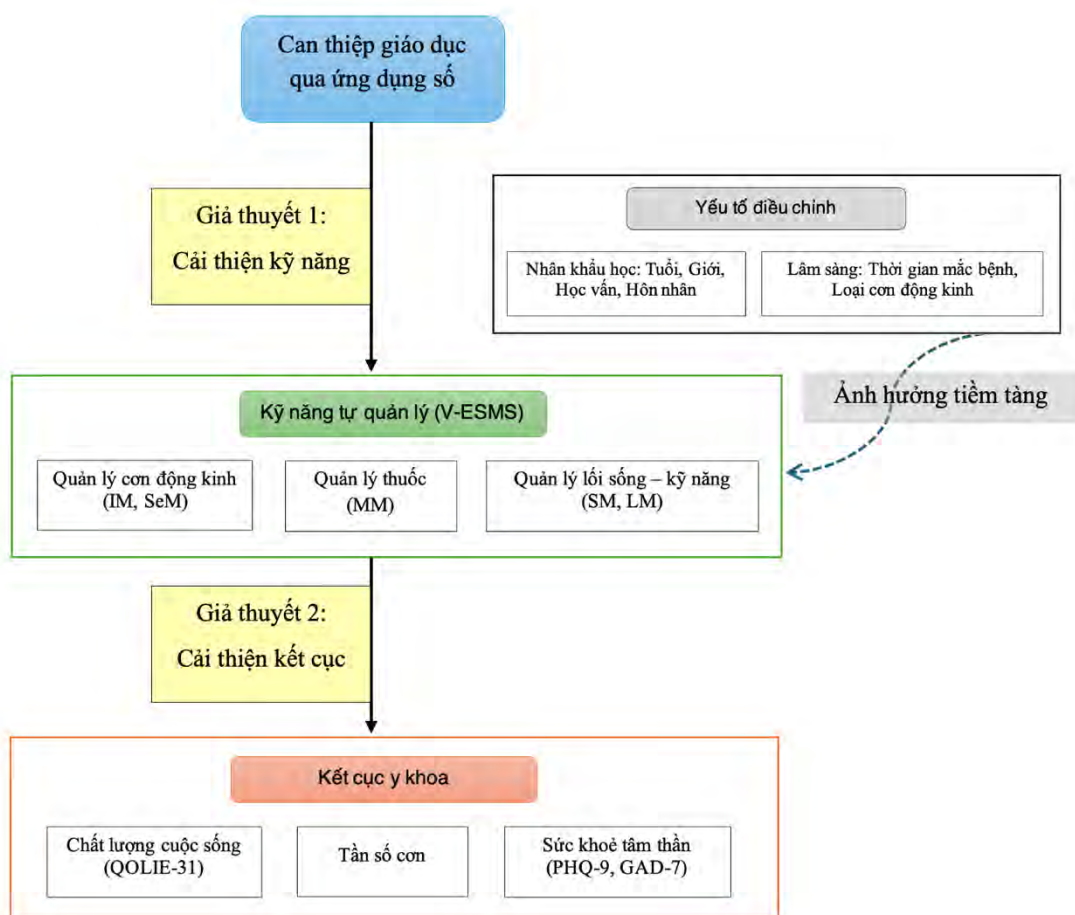 Can thiệp giáo dục
qua ứng dụng số
Giả thuyết 1:
Cải thiện kỹ năng
Yếu tố điều chỉnh
Nhân khẩu học: Tuổi, Giới,
Học vấn, Hôn nhân
Lâm sàng: Thời gian mắc bệnh,
Loại cơn động kinh
Ảnh hưởng tiềm tàng
Kỹ năng tự quản lý (V-ESMS)
Quản lý cơn động kinh
(IM, SeM)
Quản lý thuốc
(MM)
Quản lý lối sống – kỹ năng
(SM, LM)
Giả thuyết 2:
Cải thiện kết cục
Kết cục y khoa
Chất lượng cuộc sống
(QOLIE-31)
Tần số cơn
Sức khoẻ tâm thần
(PHQ-9, GAD-7)